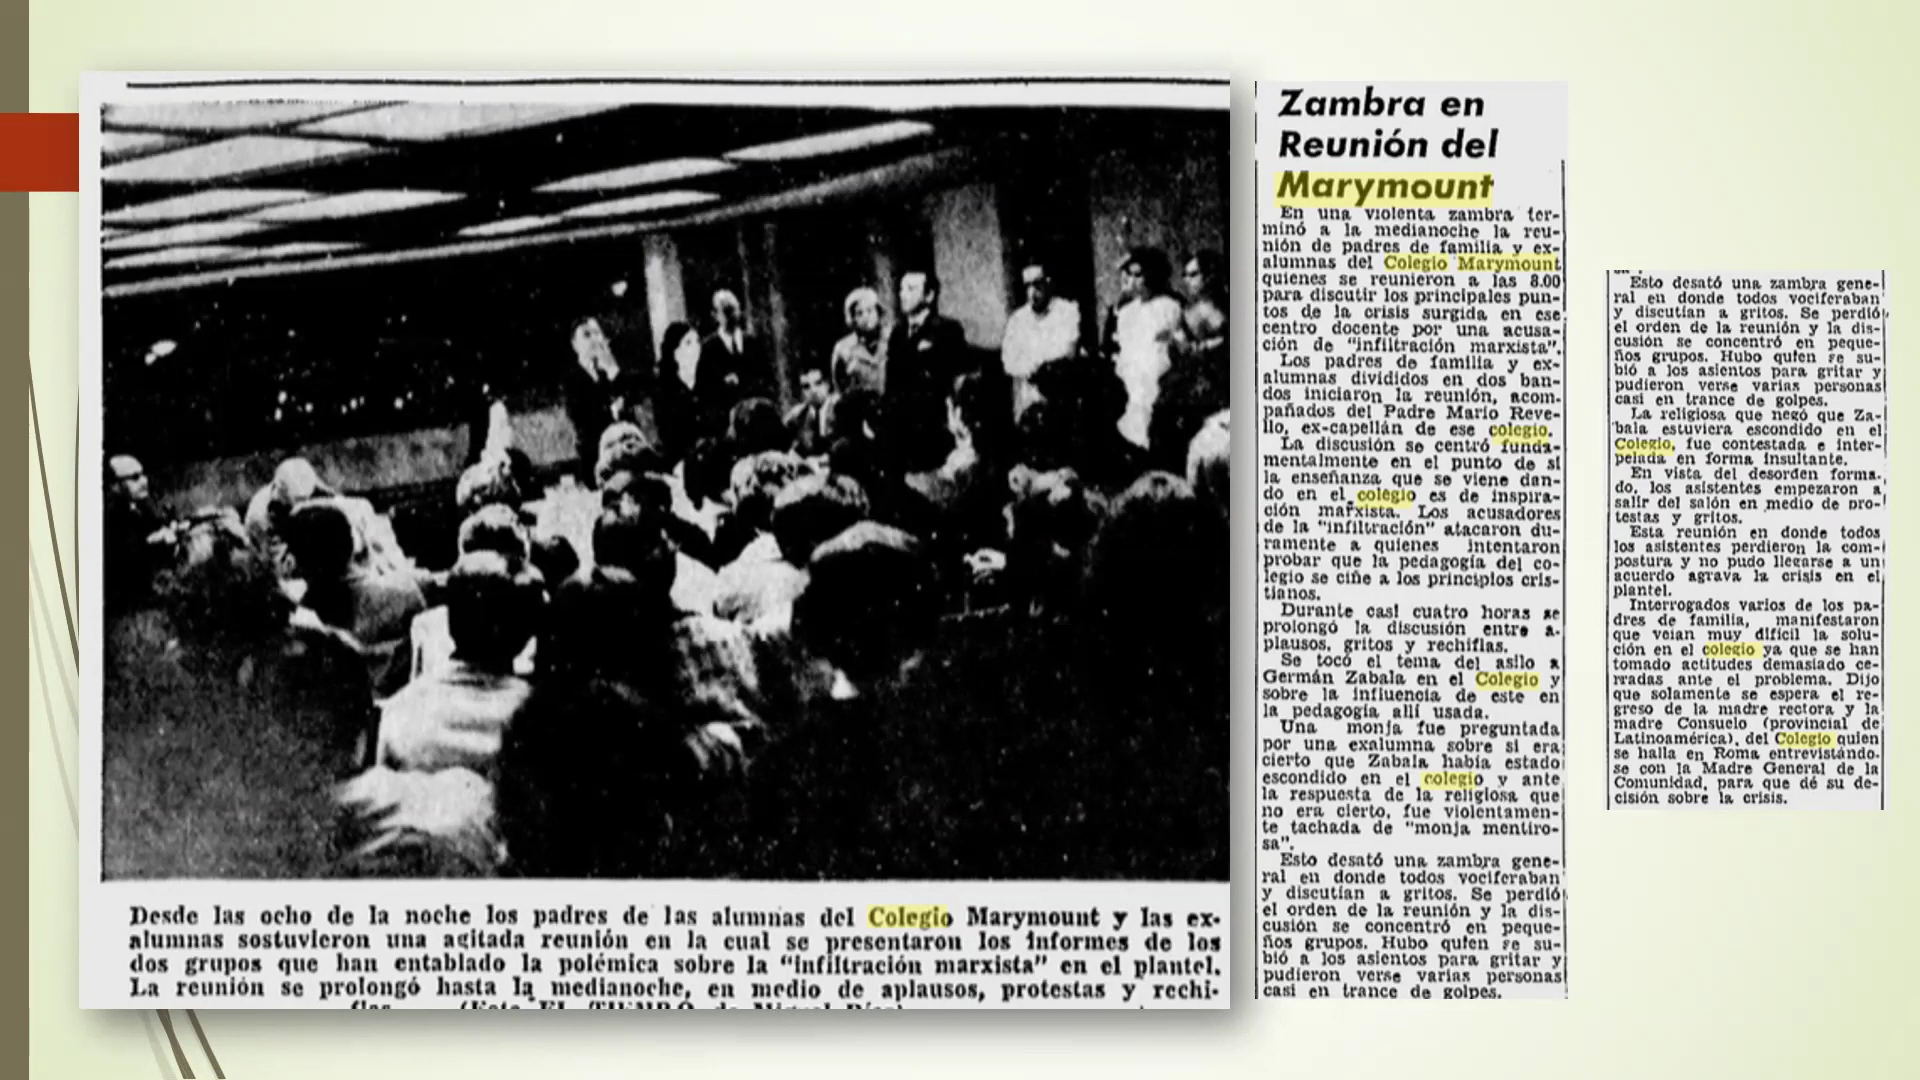 Desde las ocho de la noche los padres de las alumnas del Colegio Marymount y las ex-
alumnas sostuvieron una agitada reunión en la cual se presentaron los informes de los
dos grupos que han entablado la polémica sobre la "infiltración marxista" en el plantel.
La reunión se prolongó hasta la medianoche, en medio de aplausos, protestas y rechi-
flas. (Foto EL TIEMPO, de Miguel Díaz)
Zambra en
Reunión del
Marymount
En una violenta zambra ter-
minó a la medianoche la reu-
nión de padres de familia y ex-
alumnas del Colegio Marymount
quienes se reunieron a las 8.00
para discutir los principales pun-
tos de la crisis surgida en ese
centro docente por una acusa-
ción de "infiltración marxista".
Los padres de familia y ex-
alumnas divididos en dos ban-
dos iniciaron la reunión, acom-
pañados del Padre Mario Reve-
llo, ex-capellán de ese colegio.
La discusión se centró funda-
mentalmente en el punto de si
la enseñanza que se viene dan-
do en el colegio es de inspira-
ción marxista. Los acusadores
de la "infiltración" atacaron du-
ramente a quienes intentaron
probar que la pedagogía del co-
legio se ciñe a los principios cris-
tianos.
Durante casi cuatro horas se
prolongó la discusión entre a-
plausos, gritos y rechiflas.
Se tocó el tema del asilo a
Germán Zabala en el Colegio y
sobre la influencia de este en
la pedagogía allí usada.
Una monja fue preguntada
por una exalumna sobre si era
cierto que Zabala había estado
escondido en el colegio y ante
la respuesta de la religiosa que
no era cierto, fue violentamen-
te tachada de "monja mentiro-
sa".
Esto desató una zambra gene-
ral en donde todos vociferaban
y discutían a gritos. Se perdió
el orden de la reunión y la dis-
cusión se concentró en peque-
ños grupos. Hubo quien se su-
bió a los asientos para gritar y
pudieron verse varias personas
casi en trance de golpes.
Esto desató una zambra gene-
ral en donde todos vociferaban
y discutían a gritos. Se perdió
el orden de la reunión y la dis-
cusión se concentró en peque-
ños grupos. Hubo quien se su-
bió a los asientos para gritar y
pudieron verse varias personas
casi en trance de golpes.
La religiosa que negó que Za-
bala estuviera escondido en el
Colegio, fue contestada e inter-
pelada en forma insultante.
En vista del desorden forma-
do, los asistentes empezaron a
salir del salón en medio de pro-
testas y gritos.
Esta reunión en donde todos
los asistentes perdieron la com-
postura y no pudo llegarse a un
acuerdo agrava la crisis en el
plantel.
Interrogados varios de los pa-
dres de familia, manifestaron
que veían muy difícil la solu-
ción en el colegio ya que se han
tomado actitudes demasiado ce-
rradas ante el problema. Dijo
que solamente se espera el re-
greso de la madre rectora y la
madre Consuelo (provincial de
Latinoamérica), del Colegio quien
se halla en Roma entrevistándo-
se con la Madre General de la
Comunidad, para que dé su de-
cisión sobre la crisis.